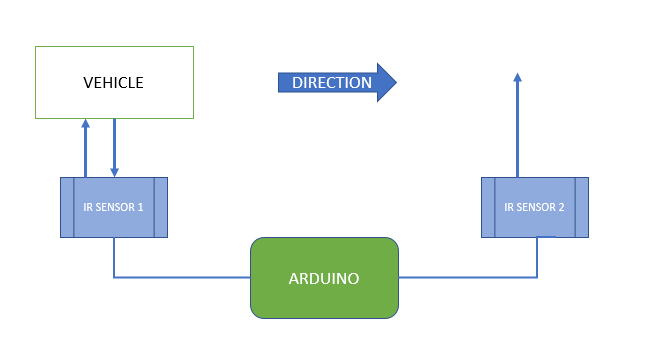 VEHICLE
DIRECTION
IR SENSOR 1
IR SENSOR 2
ARDUINO